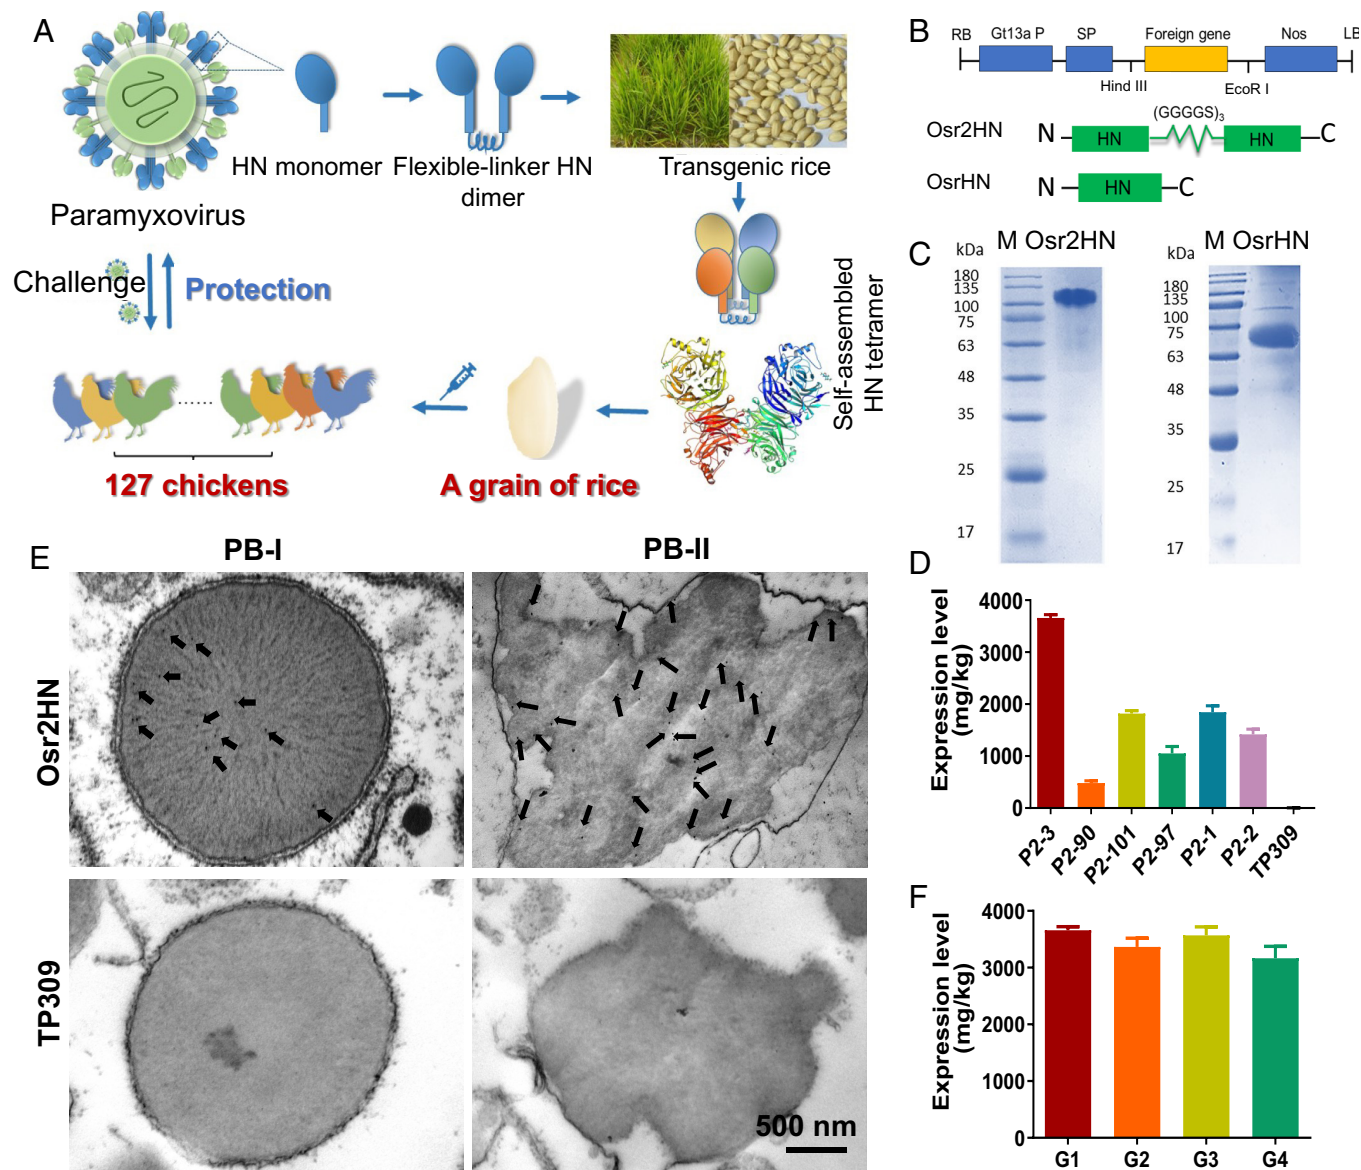 A
HN monomer
Flexible-linker HN
dimer
Transgenic rice
Paramyxovirus
Challenge
Protection
Self-assembled
HN tetramer
127 chickens
A grain of rice
B
RB
Gt13a P
SP
Foreign gene
Nos
LB
Hind III
EcoR I
(GGGGS)3
Osr2HN
N
HN
HN
C
OsrHN
N
HN
C
C
kDa
M Osr2HN
180
135
100
75
63
48
35
25
17
kDa
M OsrHN
180
135
100
75
63
48
35
25
17
D
Expression level
(mg/kg)
4000
3000
2000
1000
0
P2-3
P2-90
P2-101
P2-97
P2-1
P2-2
TP309
E
PB-I
PB-II
Osr2HN
TP309
500 nm
F
Expression level
(mg/kg)
4000
3000
2000
1000
0
G1
G2
G3
G4